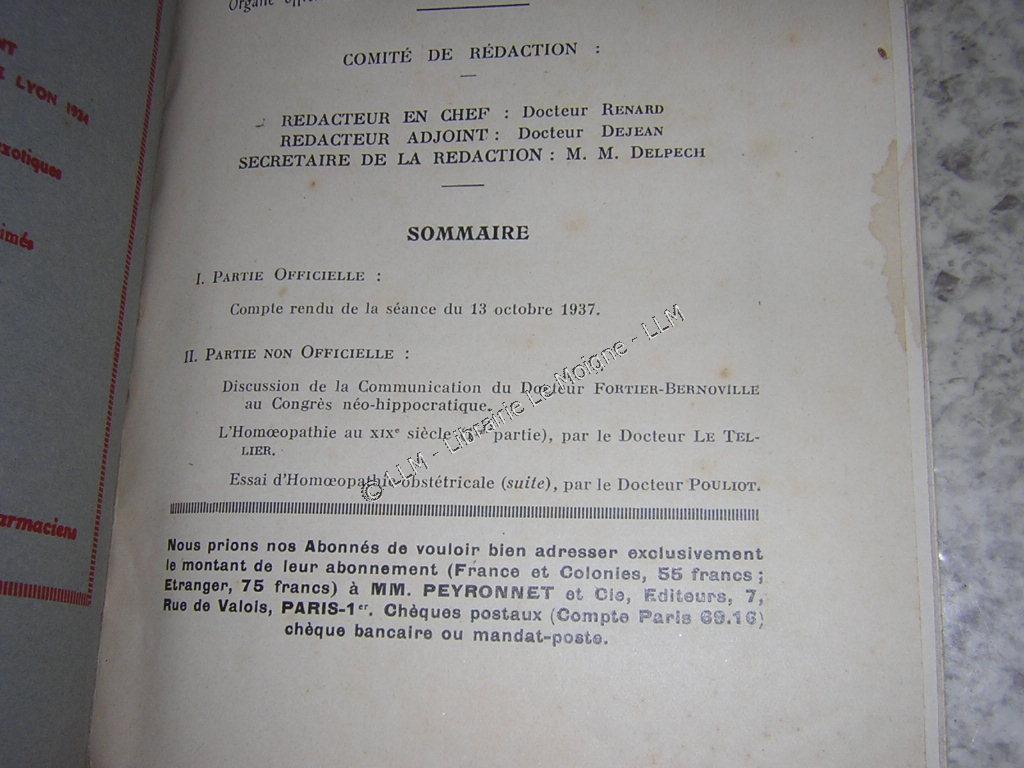 Organe
COMITÉ DE RÉDACTION :
REDACTEUR EN CHEF : Docteur RENARD
REDACTEUR ADJOINT : Docteur DEJEAN
SECRETAIRE DE LA REDACTION : M. M. DELPECH
SOMMAIRE
I. PARTIE OFFICIELLE :
Compte rendu de la séance du 13 octobre 1937.
II. PARTIE NON OFFICIELLE :
Discussion de la Communication du Docteur FORTIER-BERNOVILLE
au Congrès néo-hippocratique.
L'Homœopathie au XIXe siècle partie), par le Docteur LE TEL-
LIER.
Essai d'Homœopathie obstétricale (suite), par le Docteur POULIOT.
Nous prions nos Abonnés de vouloir bien adresser exclusivement
le montant de leur abonnement (France et Colonies, 55 francs ;
Etranger, 75 francs) à MM. PEYRONNET et Cie, Editeurs, 7,
Rue de Valois, PARIS-1er. Chèques postaux (Compte Paris 69.16)
chèque bancaire ou mandat-poste.
LYON 1934
exotiques
imés
armaciens
© LLM - Librairie Le Moigne - LLM